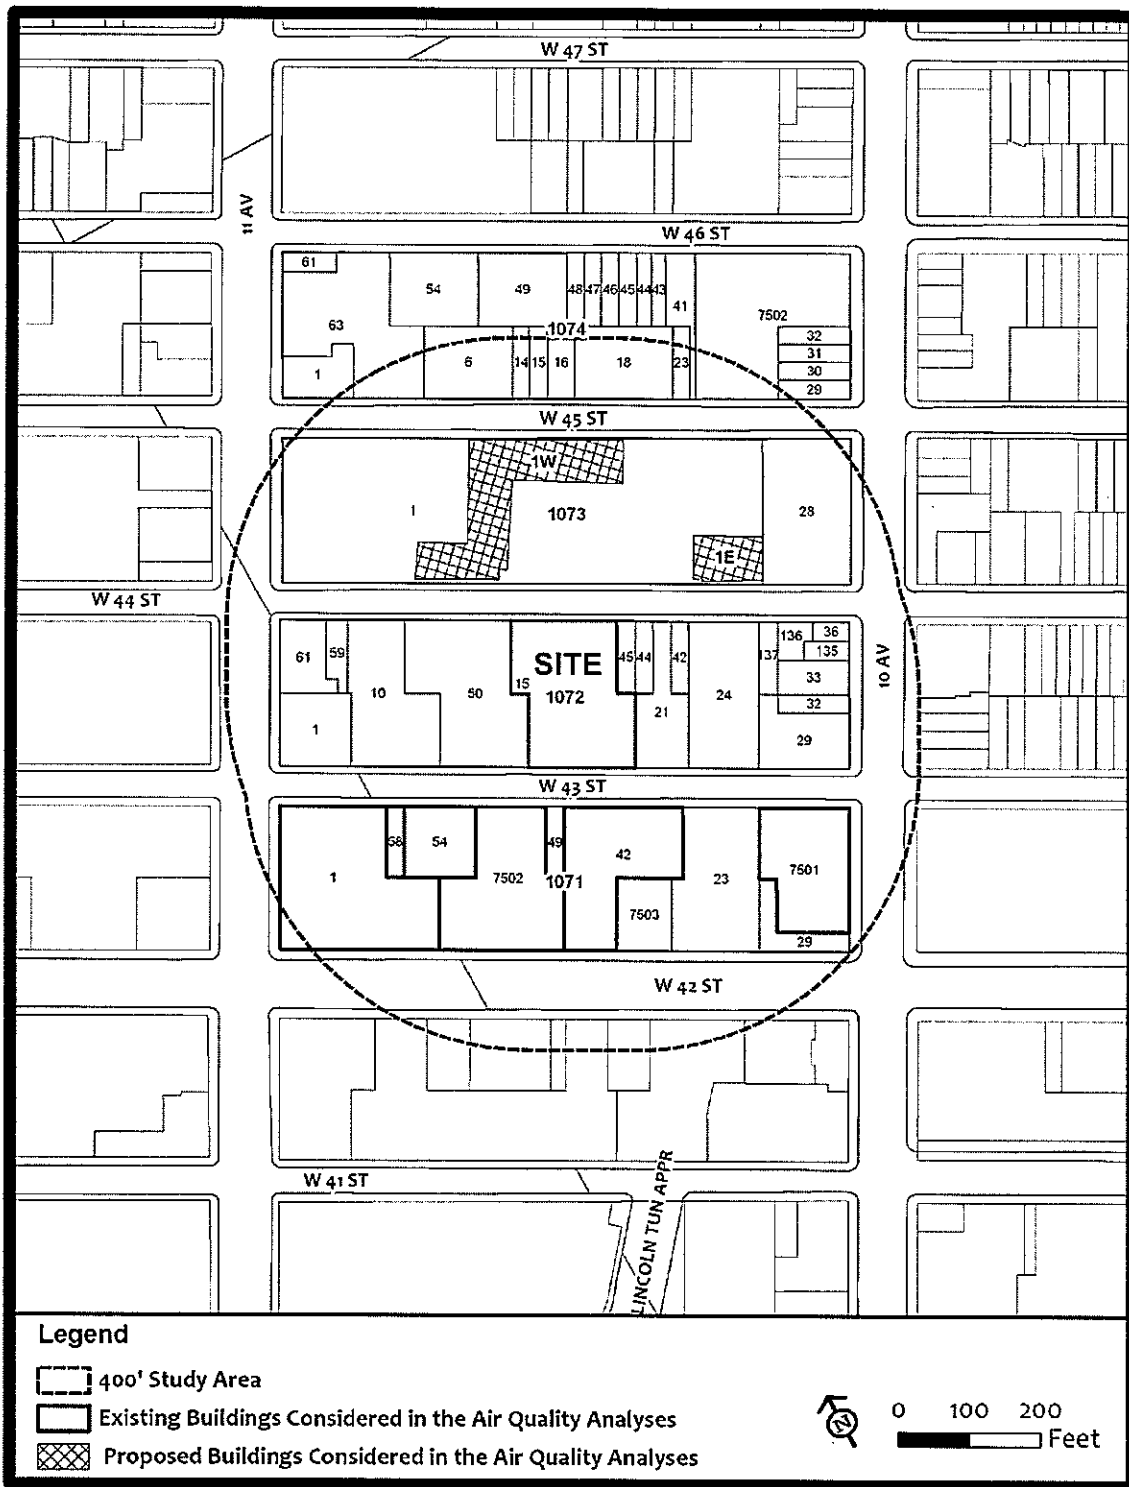 W 47 ST
11 AV
W 46 ST
61
54
49
48
47
46
45
44
43
41
7502
63
1074
32
6
14
15
16
18
23
31
1
30
29
W 45 ST
1W
1
1073
28
1E
W 44 ST
61
59
10
50
15
SITE
1072
45
44
42
21
24
137
136
36
135
33
32
29
1
10 AV
W 43 ST
58
54
49
42
1
7502
1071
7503
23
7501
29
W 42 ST
W 41 ST
LINCOLN TUN APPR
Legend
400' Study Area
Existing Buildings Considered in the Air Quality Analyses
Proposed Buildings Considered in the Air Quality Analyses
N
0 100 200
Feet